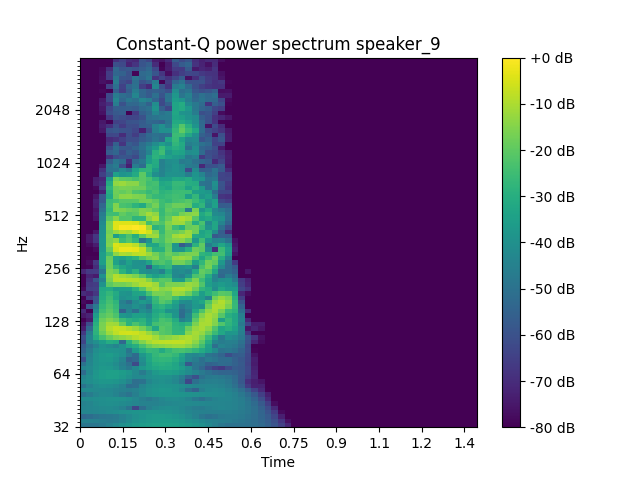 Constant-Q power spectrum speaker_9
Hz
2048
1024
512
256
128
64
32
0 0.15 0.3 0.45 0.6 0.75 0.9 1.1 1.2 1.4
Time
+0 dB
-10 dB
-20 dB
-30 dB
-40 dB
-50 dB
-60 dB
-70 dB
-80 dB